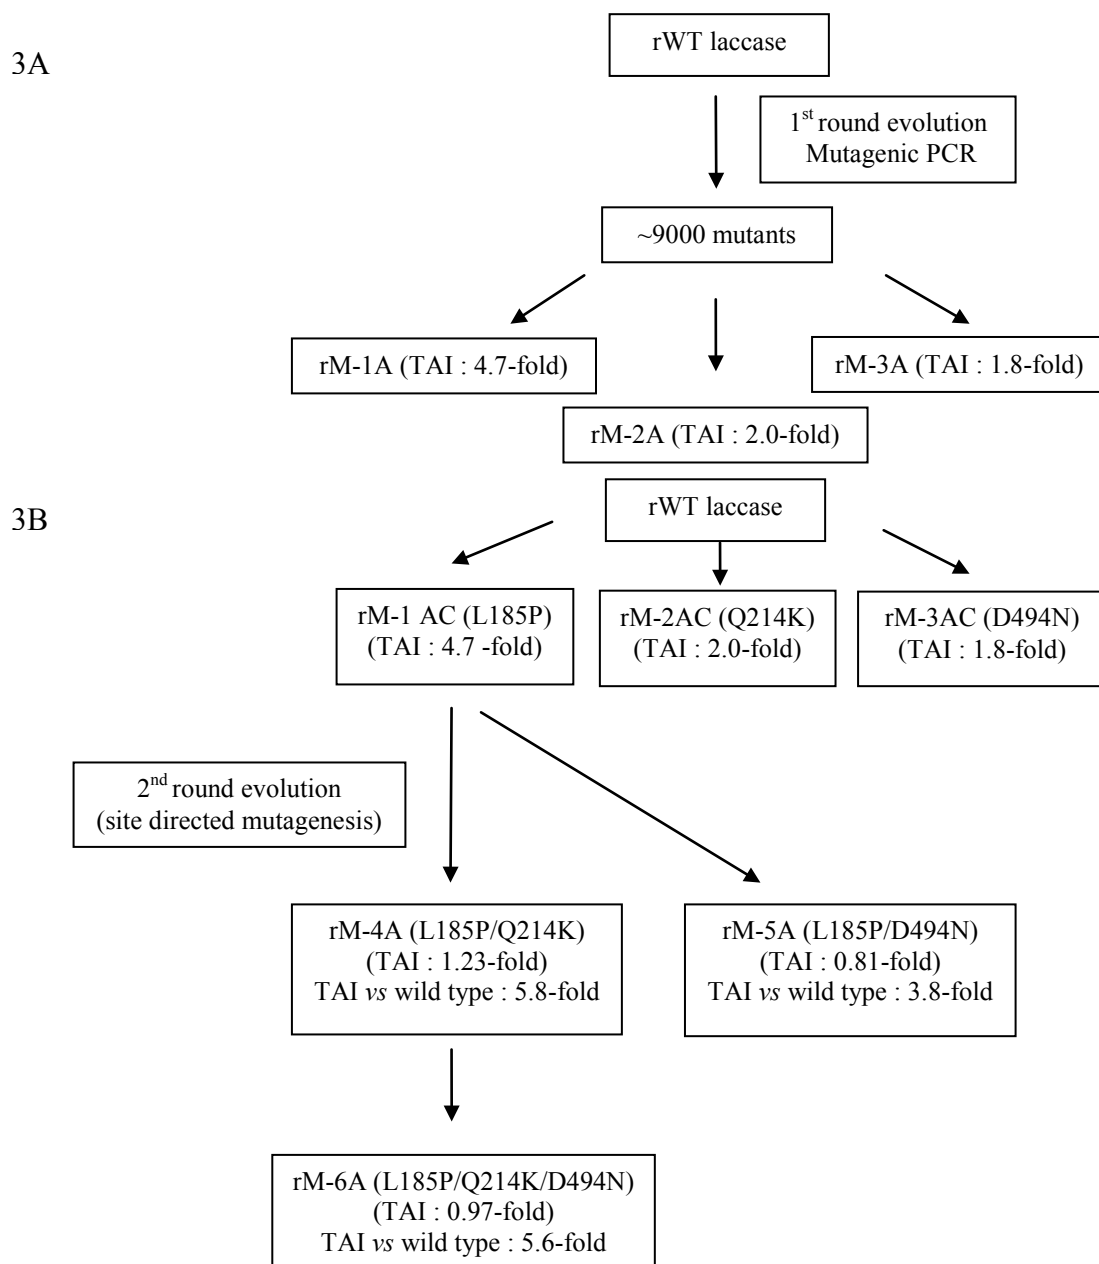 3A
rWT laccase
1st round evolution
Mutagenic PCR
~9000 mutants
rM-1A (TAI : 4.7-fold)
rM-3A (TAI : 1.8-fold)
rM-2A (TAI : 2.0-fold)
3B
rWT laccase
rM-1 AC (L185P)
(TAI : 4.7 -fold)
rM-2AC (Q214K)
(TAI : 2.0-fold)
rM-3AC (D494N)
(TAI : 1.8-fold)
2nd round evolution
(site directed mutagenesis)
rM-4A (L185P/Q214K)
(TAI : 1.23-fold)
TAI vs wild type : 5.8-fold
rM-5A (L185P/D494N)
(TAI : 0.81-fold)
TAI vs wild type : 3.8-fold
rM-6A (L185P/Q214K/D494N)
(TAI : 0.97-fold)
TAI vs wild type : 5.6-fold